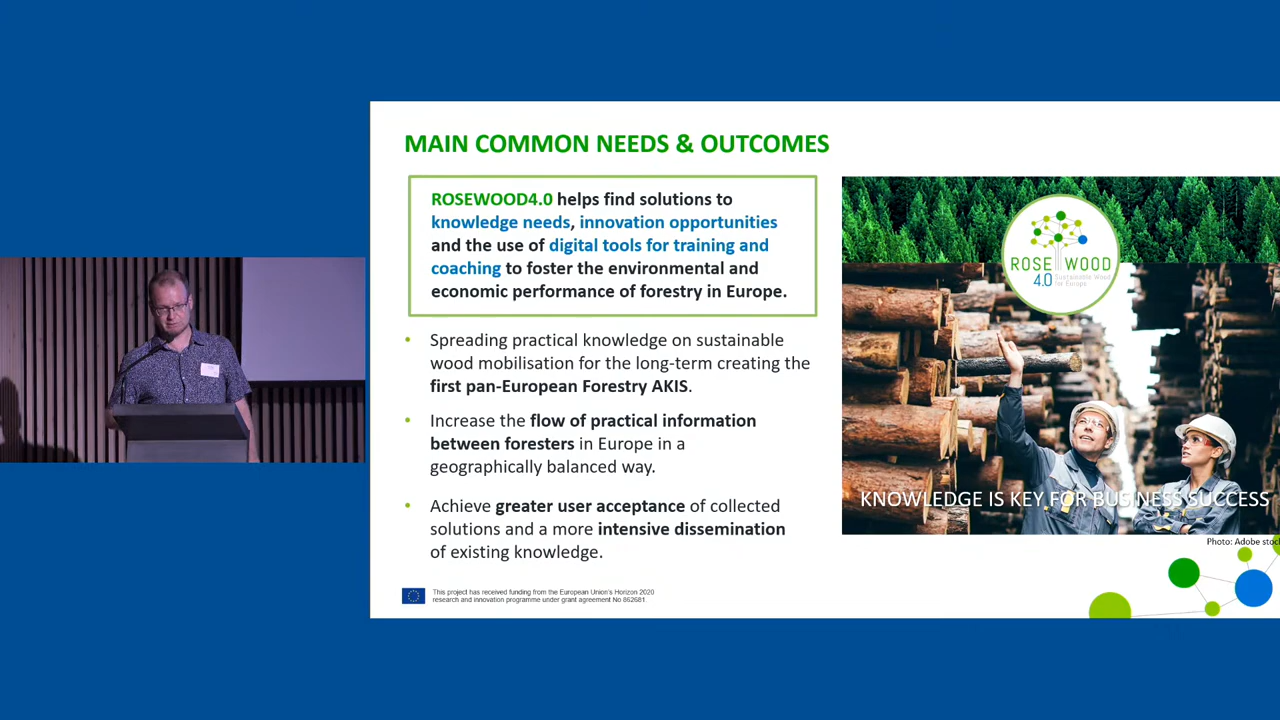 MAIN COMMON NEEDS & OUTCOMES
ROSEWOOD4.0 helps find solutions to
knowledge needs, innovation opportunities
and the use of digital tools for training and
coaching to foster the environmental and
economic performance of forestry in Europe.
• Spreading practical knowledge on sustainable
wood mobilisation for the long-term creating the
first pan-European Forestry AKIS.
• Increase the flow of practical information
between foresters in Europe in a
geographically balanced way.
• Achieve greater user acceptance of collected
solutions and a more intensive dissemination
of existing knowledge.
This project has received funding from the European Union's Horizon 2020
research and innovation programme under grant agreement No 862681
ROSEWOOD
4.0 Sustainable Wood
for Europe
KNOWLEDGE IS KEY FOR BUSINESS SUCCESS
Photo: Adobe stoc